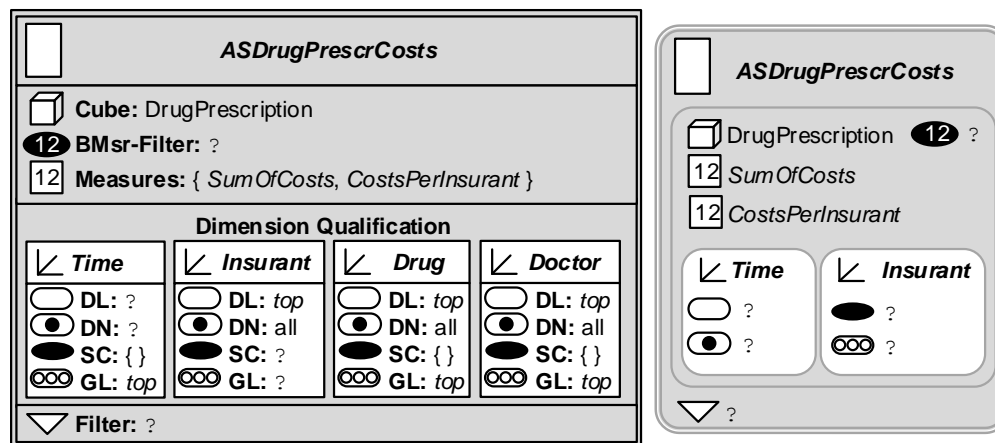 ASDrugPrescrCosts
Cube: DrugPrescription
12 BMsr-Filter: ?
12 Measures: { SumOfCosts, CostsPerInsurant }
Dimension Qualification
Time Insurant Drug Doctor
DL: ? DL: top DL: top DL: top
DN: ? DN: all DN: all DN: all
SC: { } SC: ? SC: { } SC: { }
GL: top GL: ? GL: top GL: top
Filter: ?
ASDrugPrescrCosts
DrugPrescription 12 ?
12 SumOfCosts
12 CostsPerInsurant
Time Insurant
? ?
? ?
?